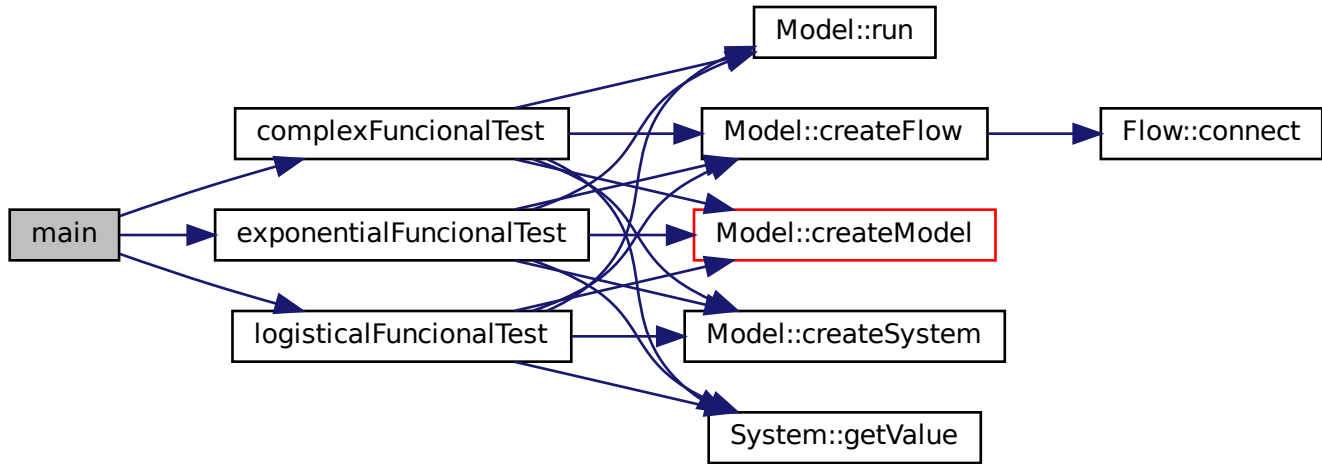 main
complexFuncionalTest
exponentialFuncionalTest
logisticalFuncionalTest
Model::run
Model::createFlow
Model::createModel
Model::createSystem
System::getValue
Flow::connect